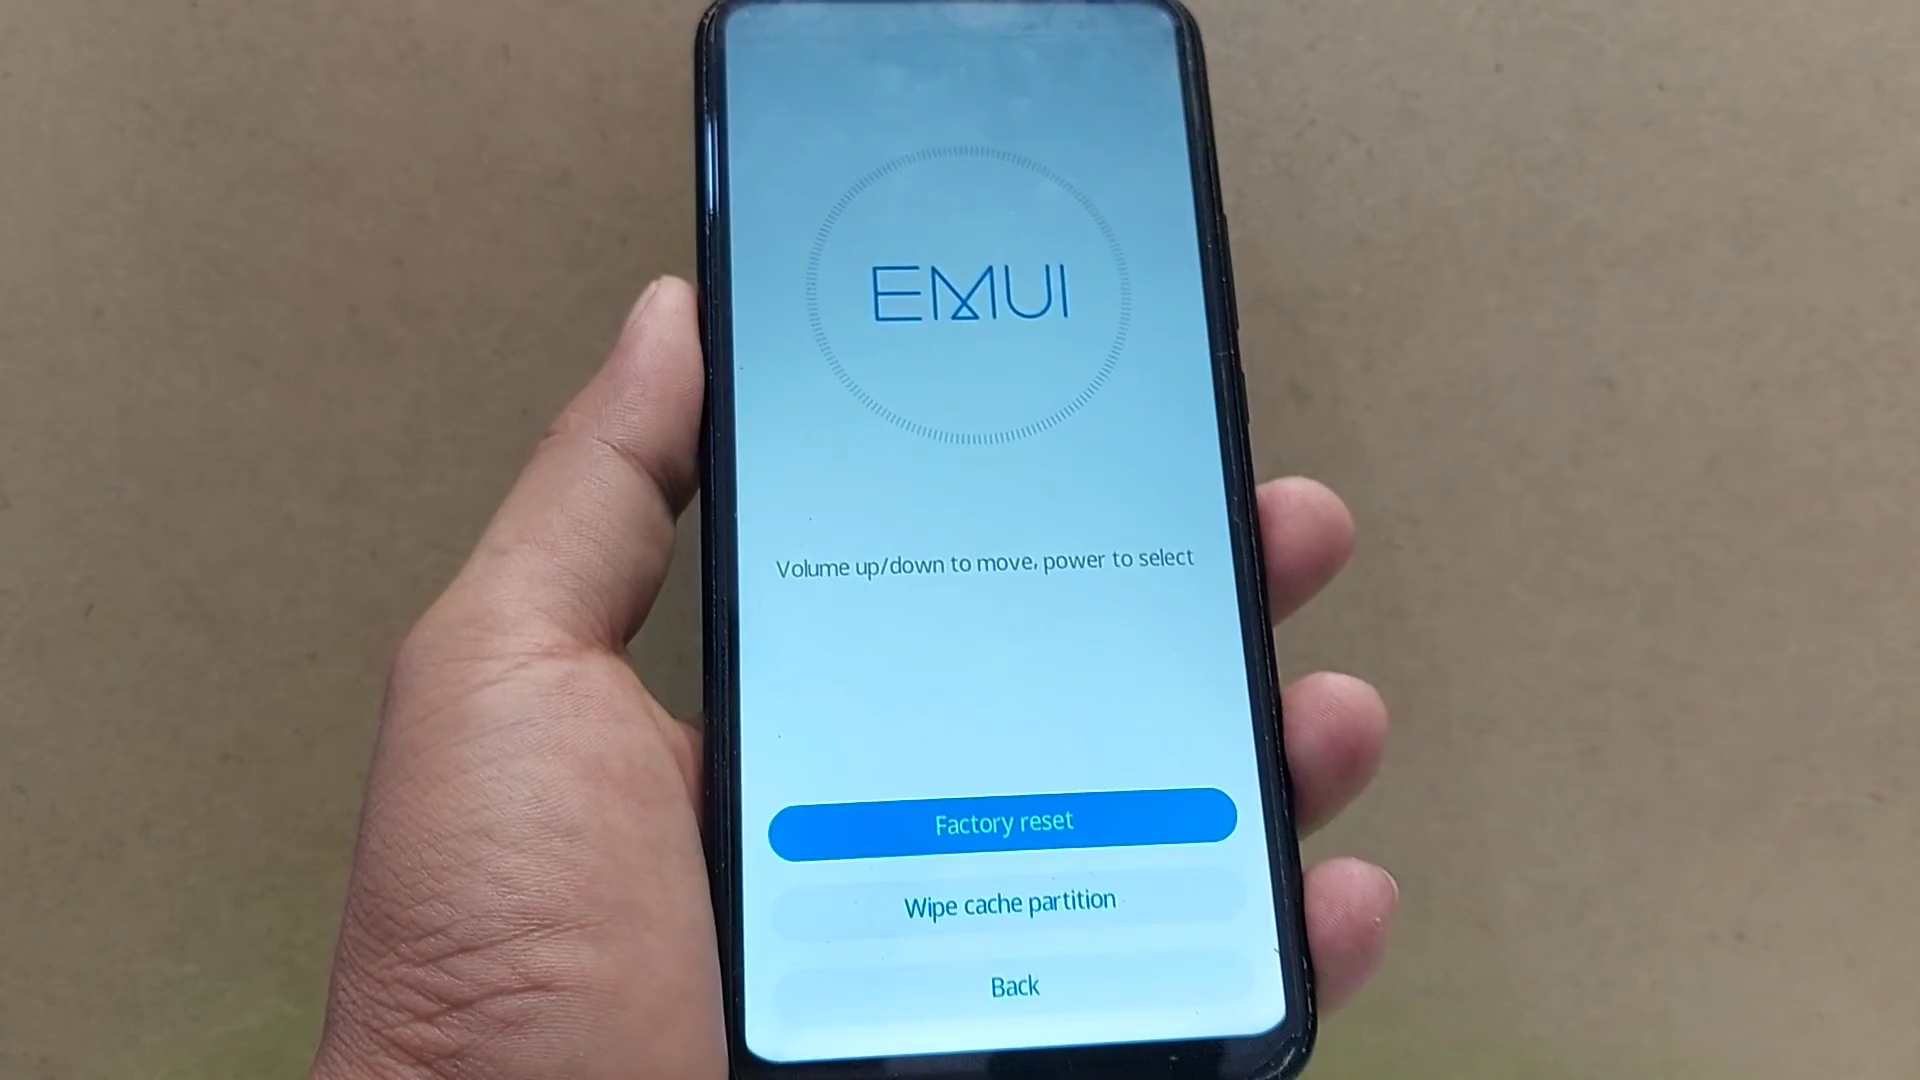 EMUI
Volume up/down to move, power to select
Factory reset
Wipe cache partition
Back